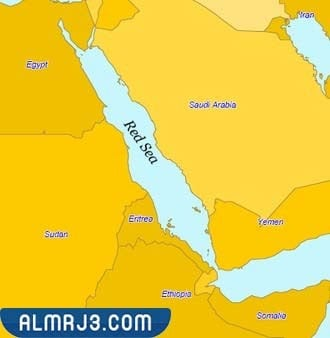 Iran
Egypt
Saudi Arabia
Red Sea
Eritrea
Yemen
Sudan
Ethiopia
Somalia
ALMRJ3.COM